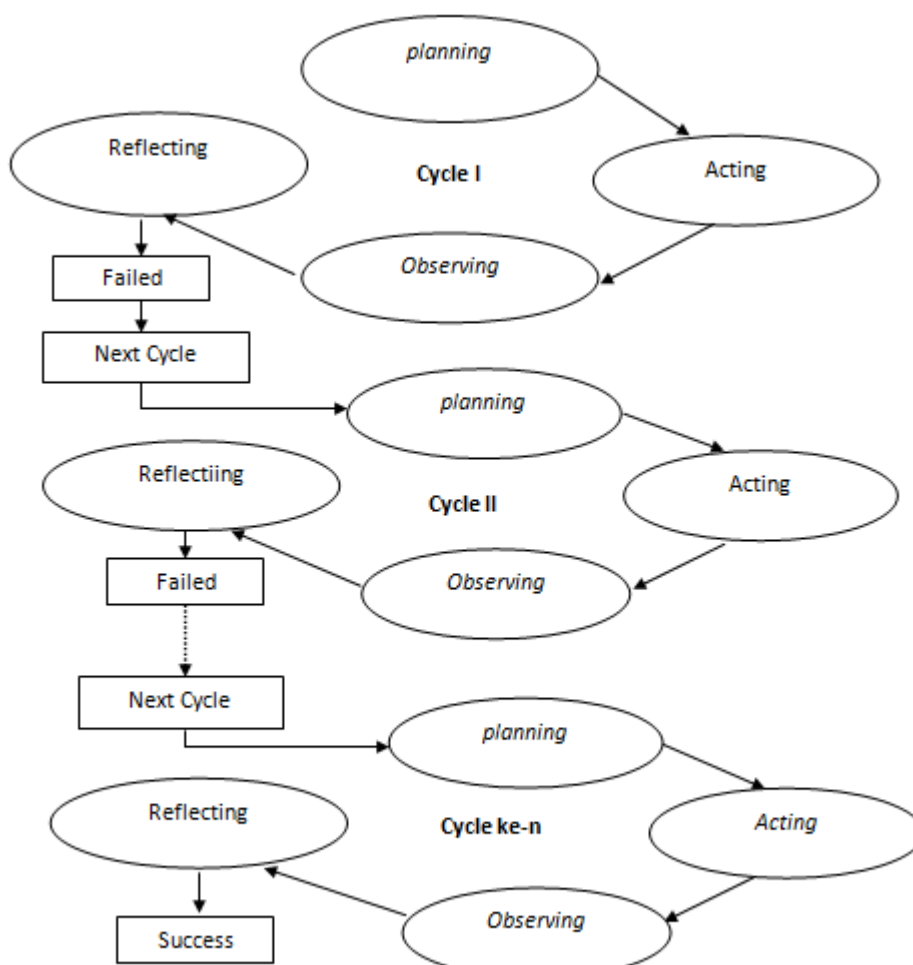 planning
Reflecting
Cycle I
Acting
Observing
Failed
Next Cycle
planning
Reflectiing
Cycle II
Acting
Observing
Failed
Next Cycle
planning
Reflecting
Cycle ke-n
Acting
Observing
Success